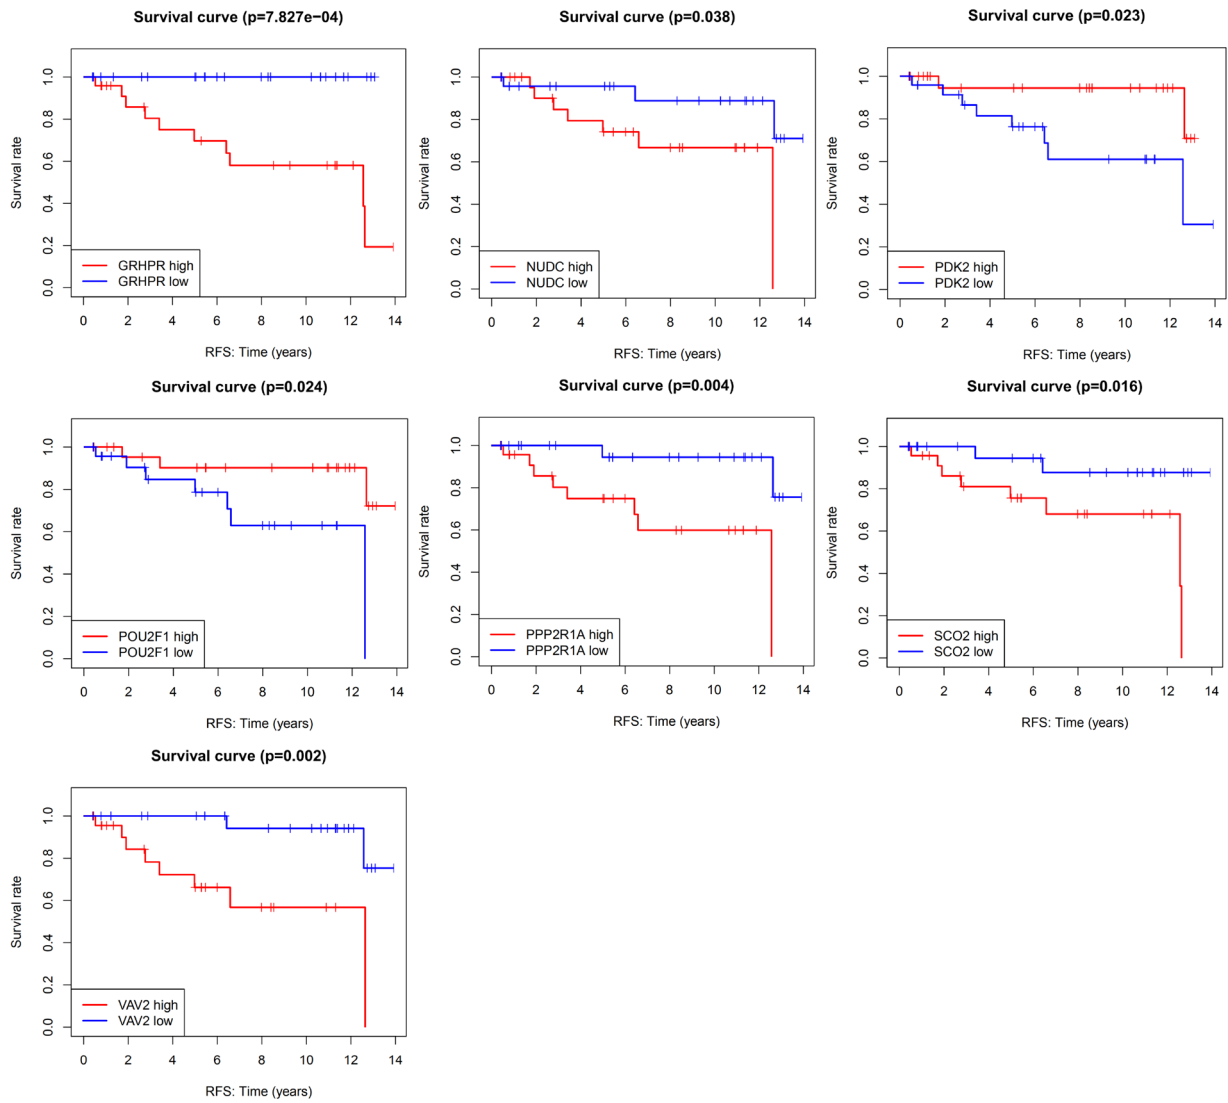 Survival curve (p=7.827e−04)
Survival rate
0.0 0.2 0.4 0.6 0.8 1.0
GRHPR high
GRHPR low
0 2 4 6 8 10 12 14
RFS: Time (years)
Survival curve (p=0.038)
Survival rate
0.0 0.2 0.4 0.6 0.8 1.0
NUDC high
NUDC low
0 2 4 6 8 10 12 14
RFS: Time (years)
Survival curve (p=0.023)
Survival rate
0.0 0.2 0.4 0.6 0.8 1.0
PDK2 high
PDK2 low
0 2 4 6 8 10 12 14
RFS: Time (years)
Survival curve (p=0.024)
Survival rate
0.0 0.2 0.4 0.6 0.8 1.0
POU2F1 high
POU2F1 low
0 2 4 6 8 10 12 14
RFS: Time (years)
Survival curve (p=0.004)
Survival rate
0.0 0.2 0.4 0.6 0.8 1.0
PPP2R1A high
PPP2R1A low
0 2 4 6 8 10 12 14
RFS: Time (years)
Survival curve (p=0.016)
Survival rate
0.0 0.2 0.4 0.6 0.8 1.0
SCO2 high
SCO2 low
0 2 4 6 8 10 12 14
RFS: Time (years)
Survival curve (p=0.002)
Survival rate
0.0 0.2 0.4 0.6 0.8 1.0
VAV2 high
VAV2 low
0 2 4 6 8 10 12 14
RFS: Time (years)